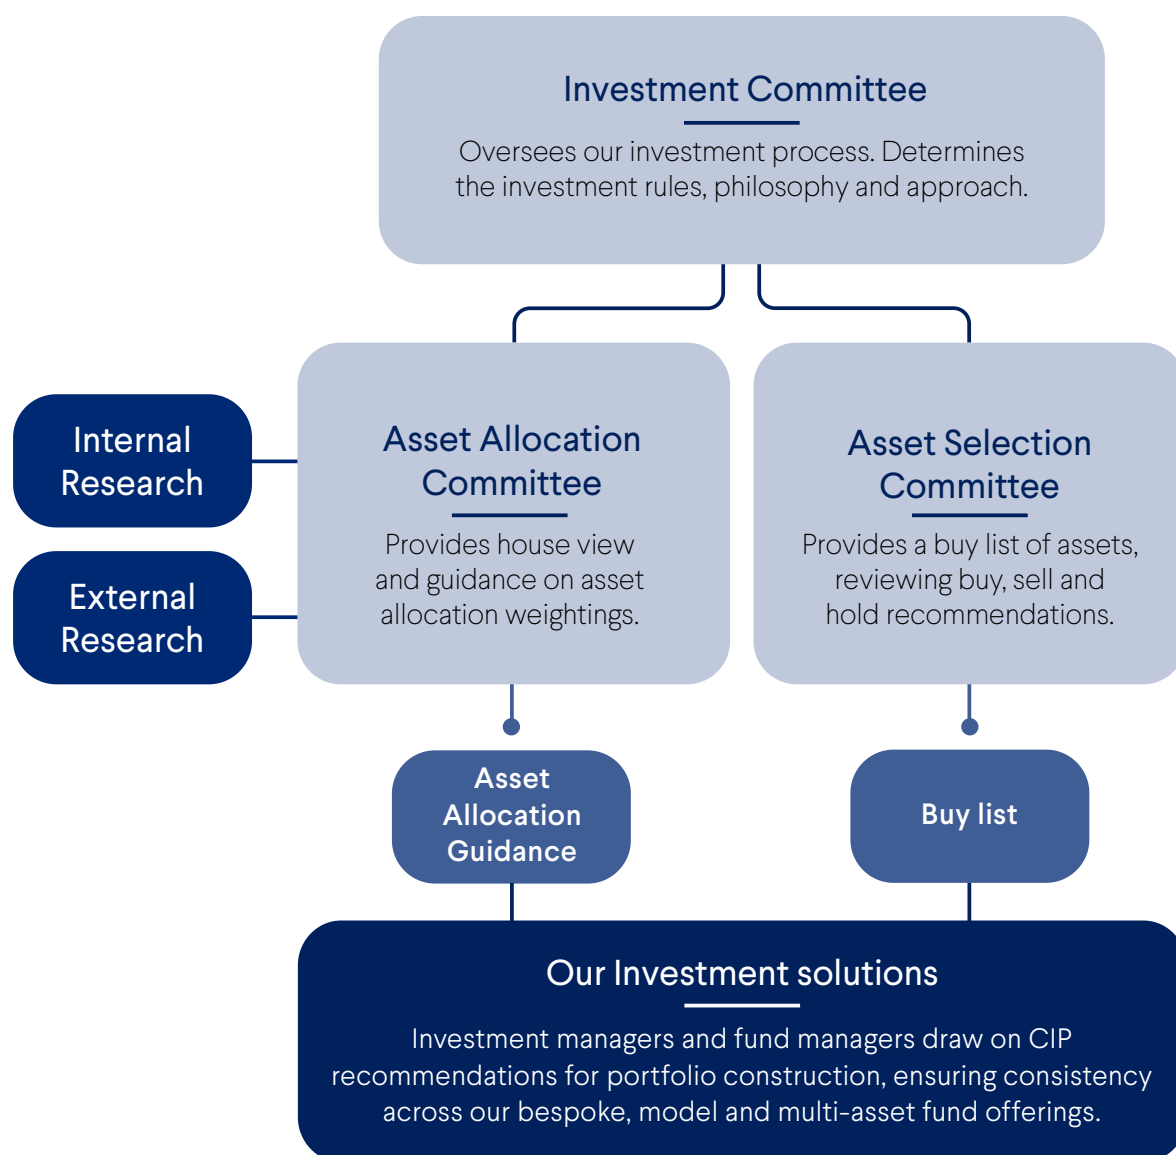 Investment Committee
Oversees our investment process. Determines
the investment rules, philosophy and approach.
Internal
Research
External
Research
Asset Allocation
Committee
Provides house view
and guidance on asset
allocation weightings.
Asset Selection
Committee
Provides a buy list of assets,
reviewing buy, sell and
hold recommendations.
Asset
Allocation
Guidance
Buy list
Our Investment solutions
Investment managers and fund managers draw on CIP
recommendations for portfolio construction, ensuring consistency
across our bespoke, model and multi-asset fund offerings.